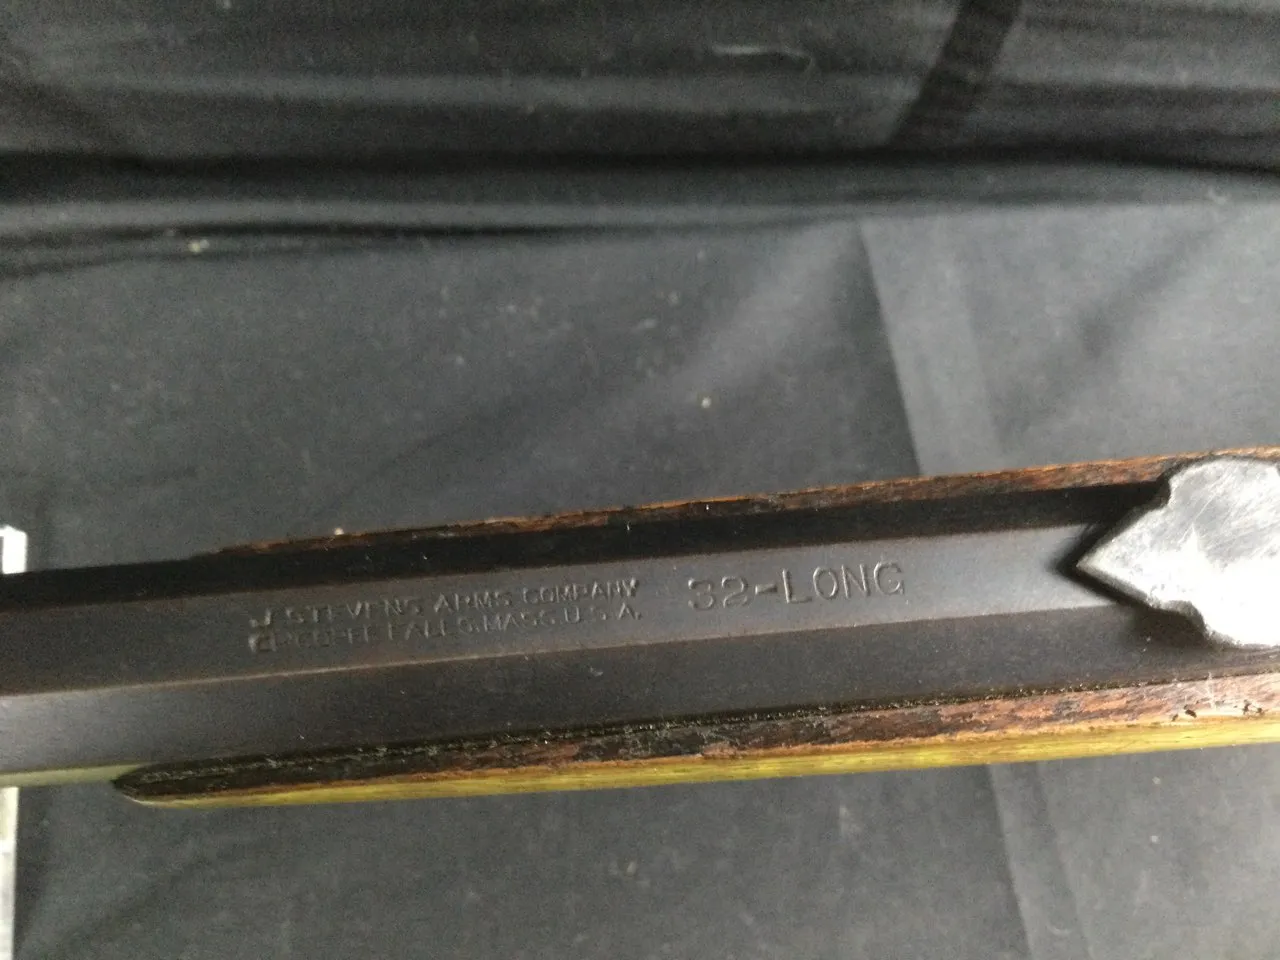 J. STEVENS ARMS COMPANY
CHICOPEE FALLS, MASS. U.S.A.
32-LONG